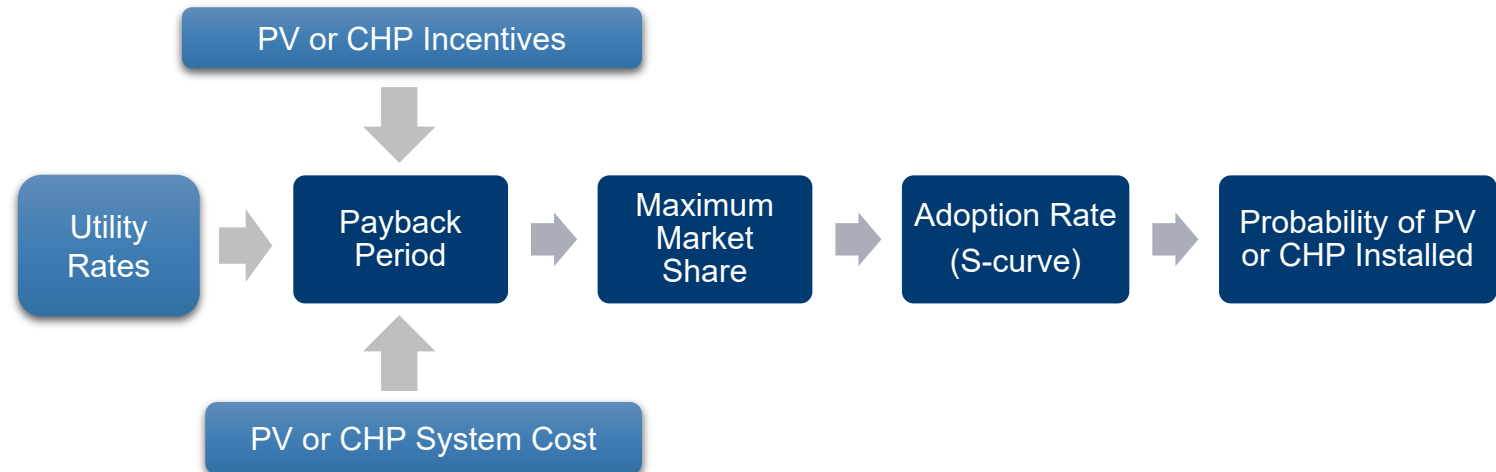 PV or CHP Incentives
Utility
Rates
Payback
Period
Maximum
Market
Share
Adoption Rate
(S-curve)
Probability of PV
or CHP Installed
PV or CHP System Cost